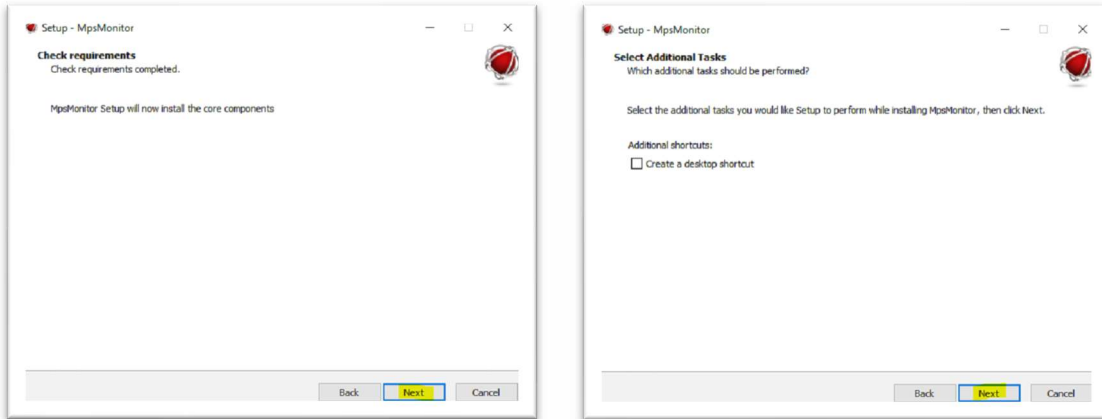 Setup - MpsMonitor
Check requirements
Check requirements completed.
MpsMonitor Setup will now install the core components
Back
Next
Cancel
Setup - MpsMonitor
Select Additional Tasks
Which additional tasks should be performed?
Select the additional tasks you would like Setup to perform while installing MpsMonitor, then click Next.
Additional shortcuts:
Create a desktop shortcut
Back
Next
Cancel